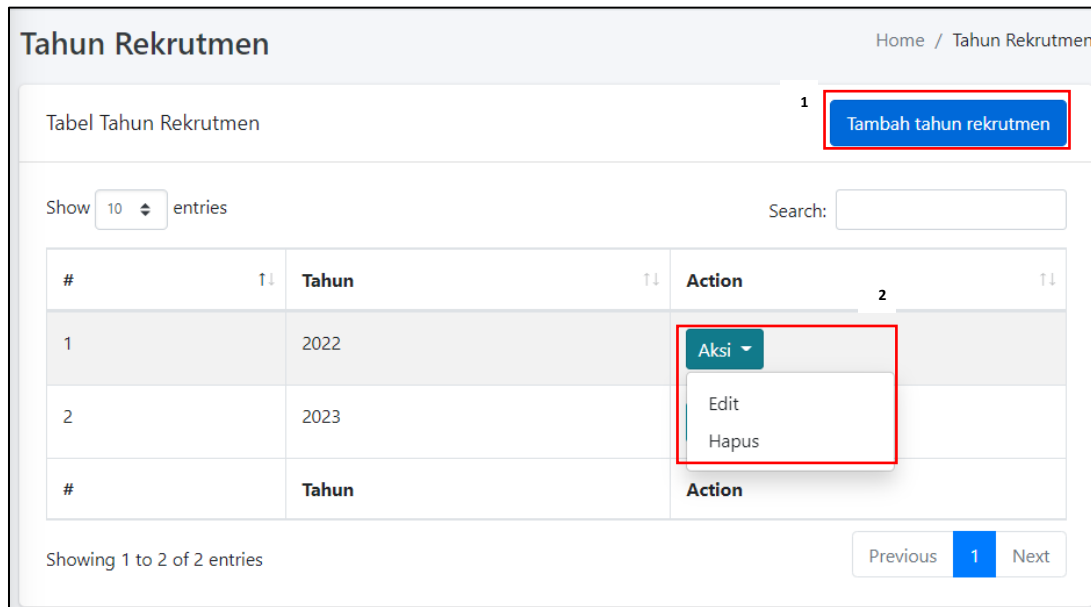 Tahun Rekrutmen
Home / Tahun Rekrutmen
1
Tabel Tahun Rekrutmen
Tambah tahun rekrutmen
Show 10 entries
Search:
# Tahun Action
2
1 2022 Aksi
Edit
2 2023
Hapus
# Tahun Action
Showing 1 to 2 of 2 entries
Previous 1 Next